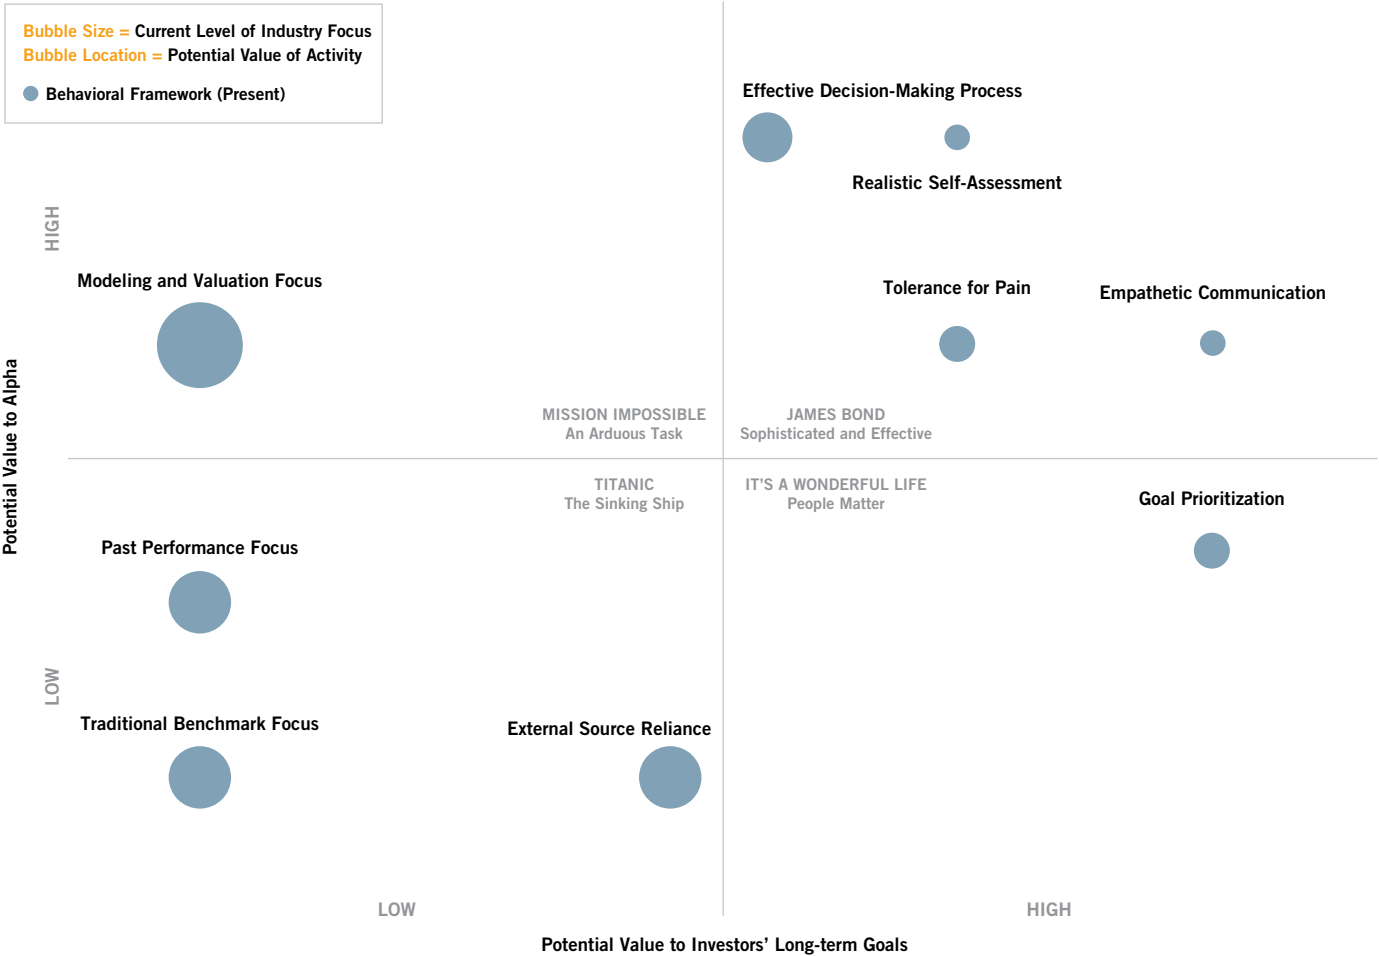 Bubble Size = Current Level of Industry Focus
Bubble Location = Potential Value of Activity
Behavioral Framework (Present)
Effective Decision-Making Process
Realistic Self-Assessment
HIGH
Modeling and Valuation Focus
Tolerance for Pain
Empathetic Communication
Potential Value to Alpha
MISSION IMPOSSIBLE
An Arduous Task
JAMES BOND
Sophisticated and Effective
TITANIC
The Sinking Ship
IT'S A WONDERFUL LIFE
People Matter
Goal Prioritization
Past Performance Focus
LOW
Traditional Benchmark Focus
External Source Reliance
LOW
HIGH
Potential Value to Investors' Long-term Goals